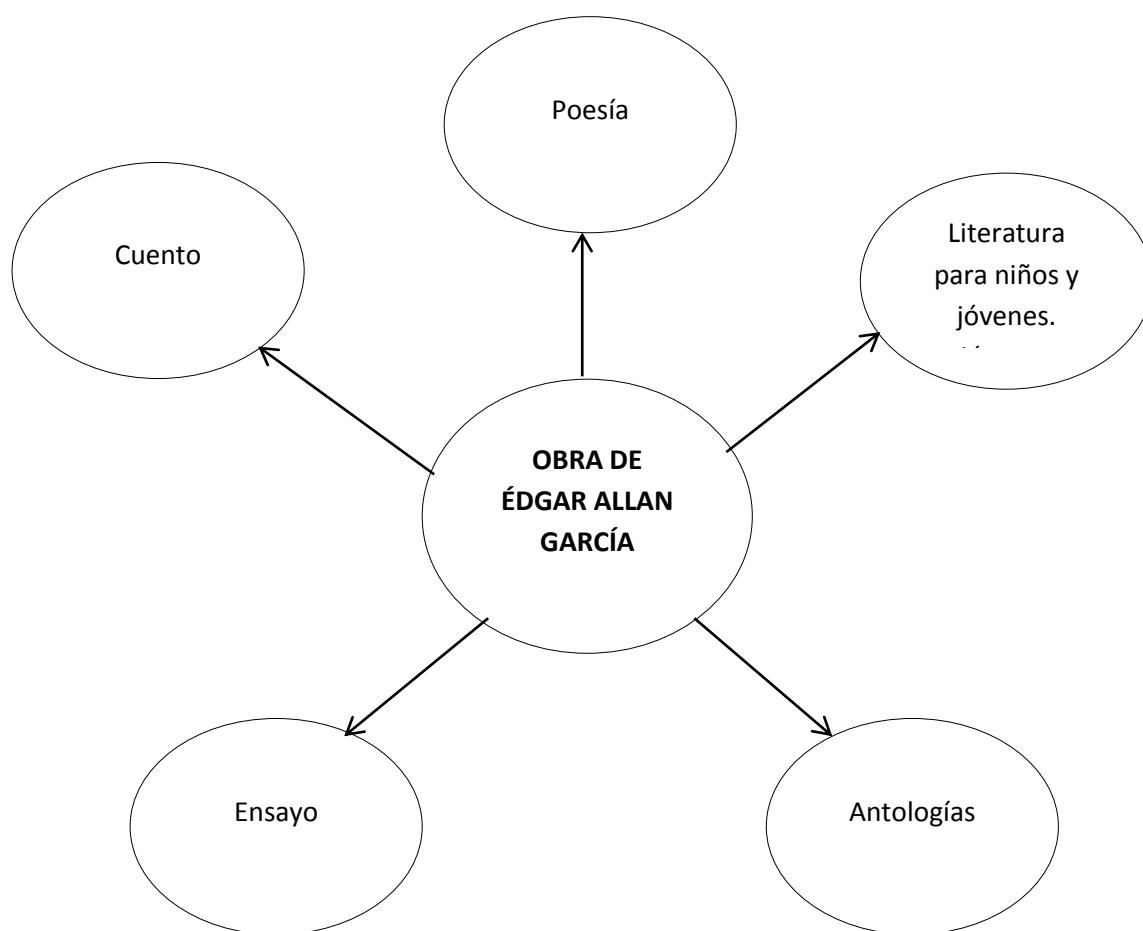 Poesía
Cuento
Literatura
para niños y
jóvenes.
OBRA DE
ÉDGAR ALLAN
GARCÍA
Ensayo
Antologías